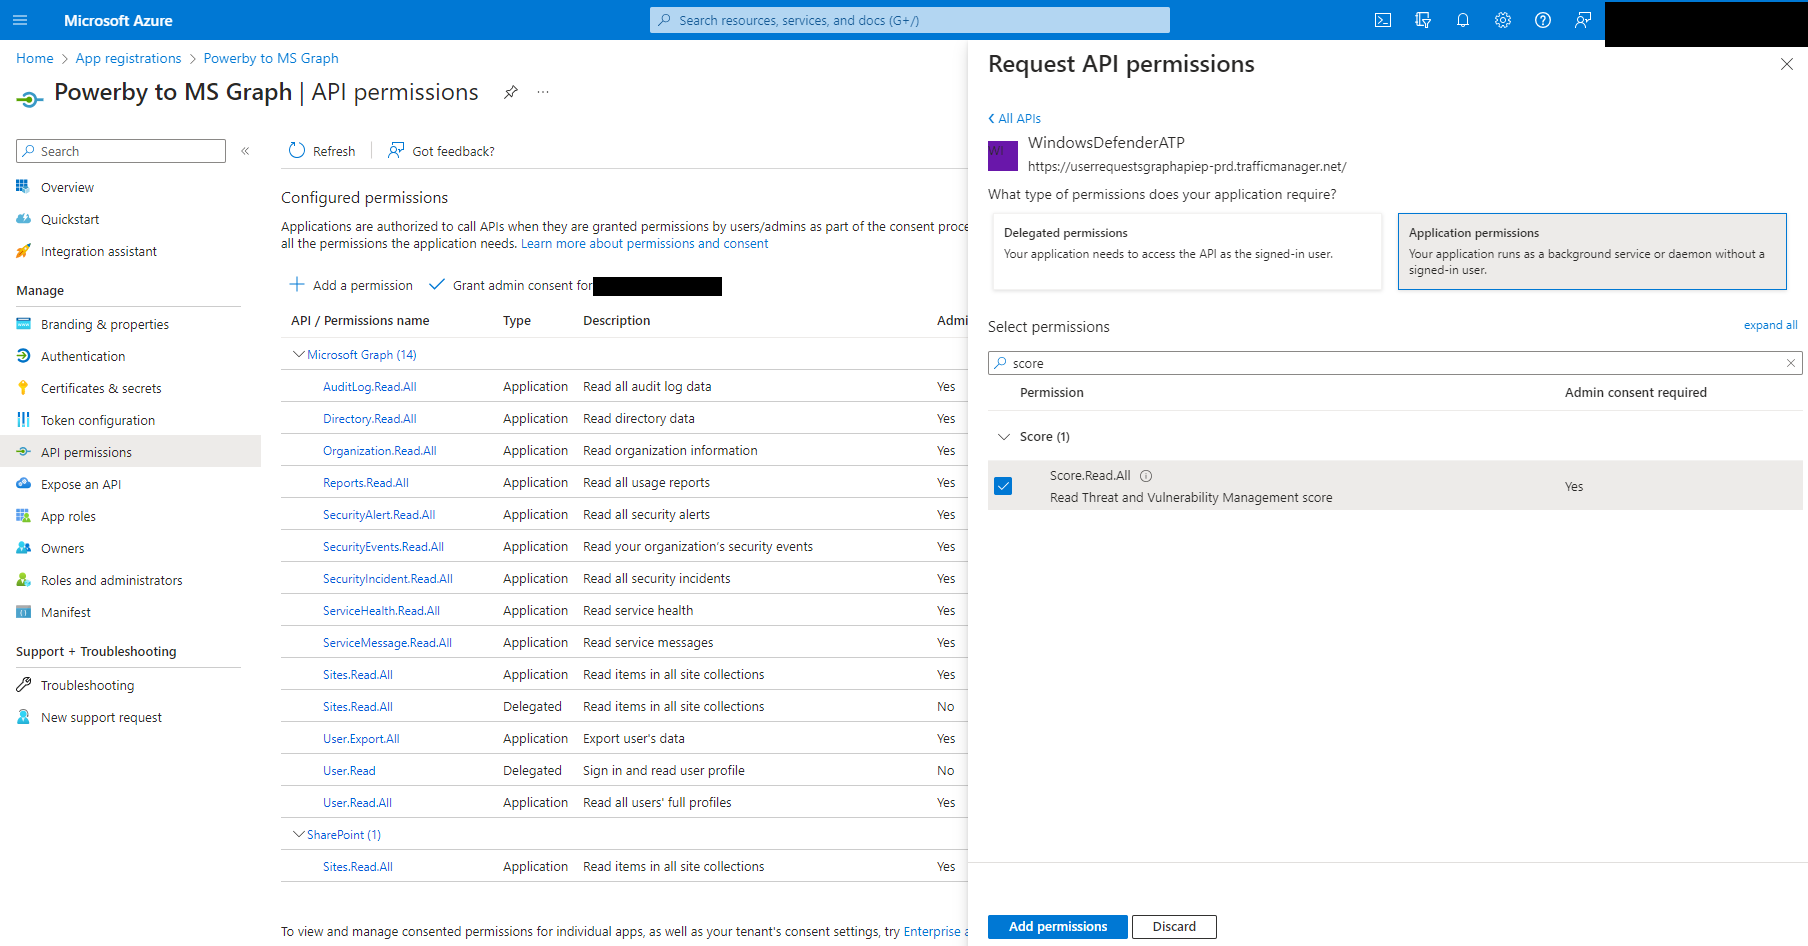 Microsoft Azure
Search resources, services, and docs (G+/)
Home > App registrations > Powerby to MS Graph
Powerby to MS Graph | API permissions
...
Search
«
Overview
Quickstart
Integration assistant
Manage
Branding & properties
Authentication
Certificates & secrets
Token configuration
API permissions
Expose an API
App roles
Owners
Roles and administrators
Manifest
Support + Troubleshooting
Troubleshooting
New support request
Refresh
Got feedback?
Configured permissions
Applications are authorized to call APIs when they are granted permissions by users/admins as part of the consent proce
all the permissions the application needs. Learn more about permissions and consent
Add a permission
Grant admin consent for
API / Permissions name Type Description Admi
Microsoft Graph (14)
AuditLog.Read.All Application Read all audit log data Yes
Directory.Read.All Application Read directory data Yes
Organization.Read.All Application Read organization information Yes
Reports.Read.All Application Read all usage reports Yes
SecurityAlert.Read.All Application Read all security alerts Yes
SecurityEvents.Read.All Application Read your organization's security events Yes
SecurityIncident.Read.All Application Read all security incidents Yes
ServiceHealth.Read.All Application Read service health Yes
ServiceMessage.Read.All Application Read service messages Yes
Sites.Read.All Application Read items in all site collections Yes
Sites.Read.All Delegated Read items in all site collections No
User.Export.All Application Export user's data Yes
User.Read Delegated Sign in and read user profile No
User.Read.All Application Read all users' full profiles Yes
SharePoint (1)
Sites.Read.All Application Read items in all site collections Yes
To view and manage consented permissions for individual apps, as well as your tenant's consent settings, try Enterprise a
Request API permissions
All APIs
WI
WindowsDefenderATP
https://userrequestsgraphapiep-prd.trafficmanager.net/
What type of permissions does your application require?
Delegated permissions
Your application needs to access the API as the signed-in user.
Application permissions
Your application runs as a background service or daemon without a
signed-in user.
Select permissions
expand all
score
Permission Admin consent required
Score (1)
Score.Read.All
Read Threat and Vulnerability Management score
Yes
Add permissions
Discard